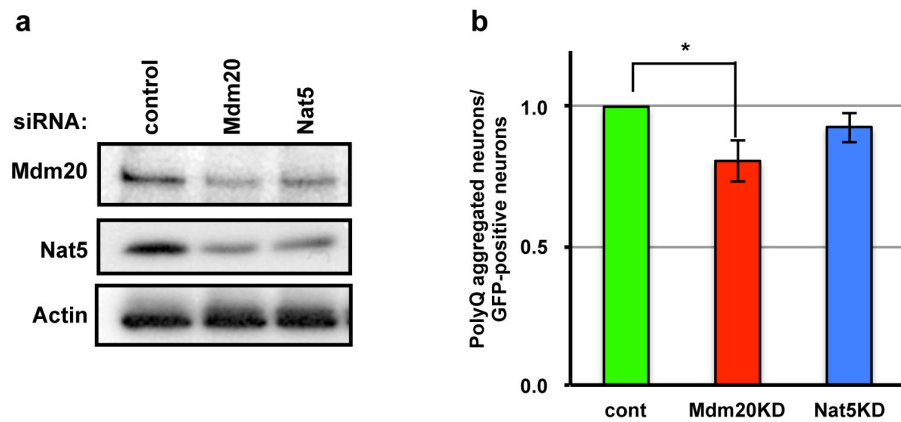 a
siRNA:
control
Mdm20
Nat5
Mdm20
Nat5
Actin
b
PolyQ aggregated neurons/
GFP-positive neurons
*
1.0
0.5
0.0
cont
Mdm20KD
Nat5KD